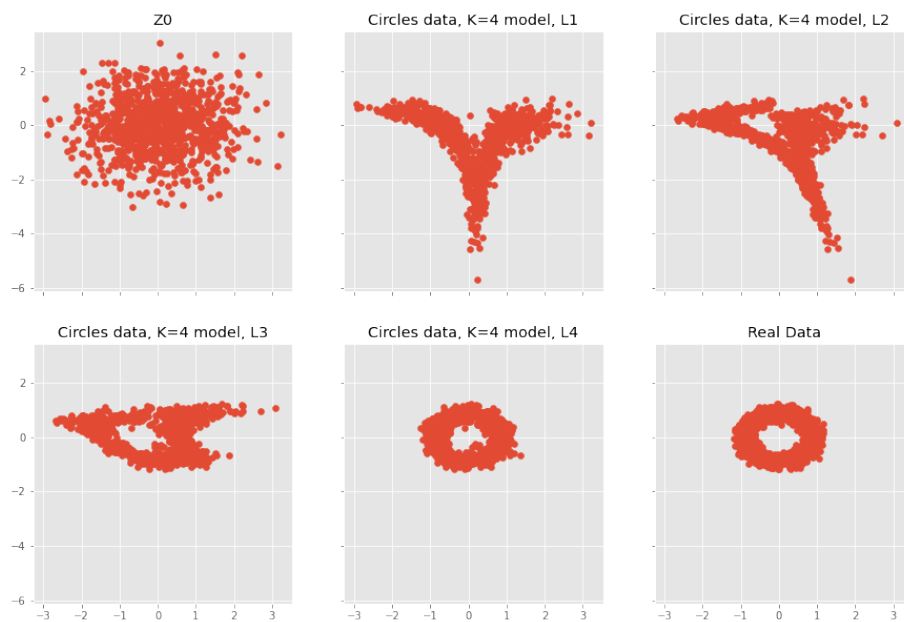 Z0
Circles data, K=4 model, L1
Circles data, K=4 model, L2
2
0
−2
−4
−6
Circles data, K=4 model, L3
Circles data, K=4 model, L4
Real Data
2
0
−2
−4
−6
−3 −2 −1 0 1 2 3
−3 −2 −1 0 1 2 3
−3 −2 −1 0 1 2 3